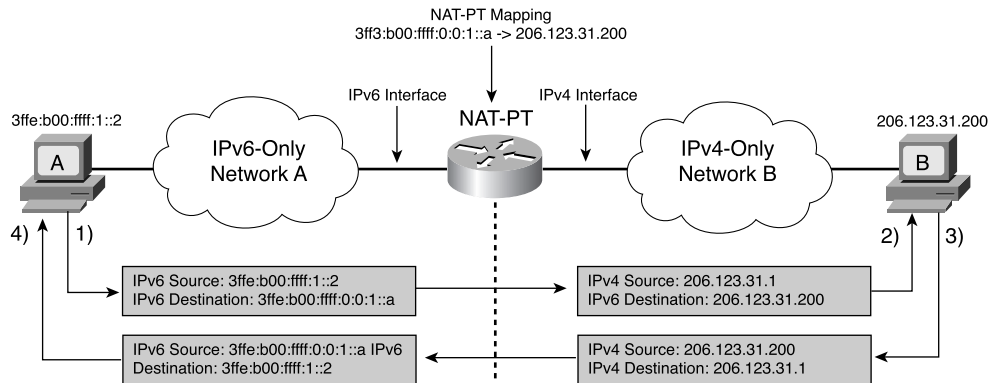 NAT-PT Mapping
3ff3:b00:ffff:0:0:1::a -> 206.123.31.200
IPv6 Interface
IPv4 Interface
NAT-PT
3ffe:b00:ffff:1::2
206.123.31.200
A
IPv6-Only
Network A
IPv4-Only
Network B
B
4)
1)
2)
3)
IPv6 Source: 3ffe:b00:ffff:1::2
IPv6 Destination: 3ffe:b00:ffff:0:0:1::a
IPv4 Source: 206.123.31.1
IPv6 Destination: 206.123.31.200
IPv6 Source: 3ffe:b00:ffff:0:0:1::a IPv6
Destination: 3ffe:b00:ffff:1::2
IPv4 Source: 206.123.31.200
IPv4 Destination: 206.123.31.1